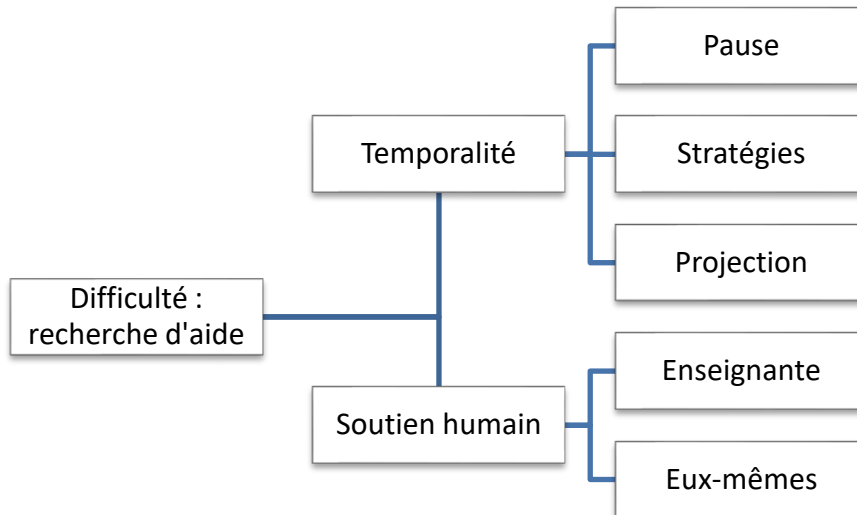 Pause
Temporalité
Stratégies
Projection
Difficulté :
recherche d'aide
Enseignante
Soutien humain
Eux-mêmes